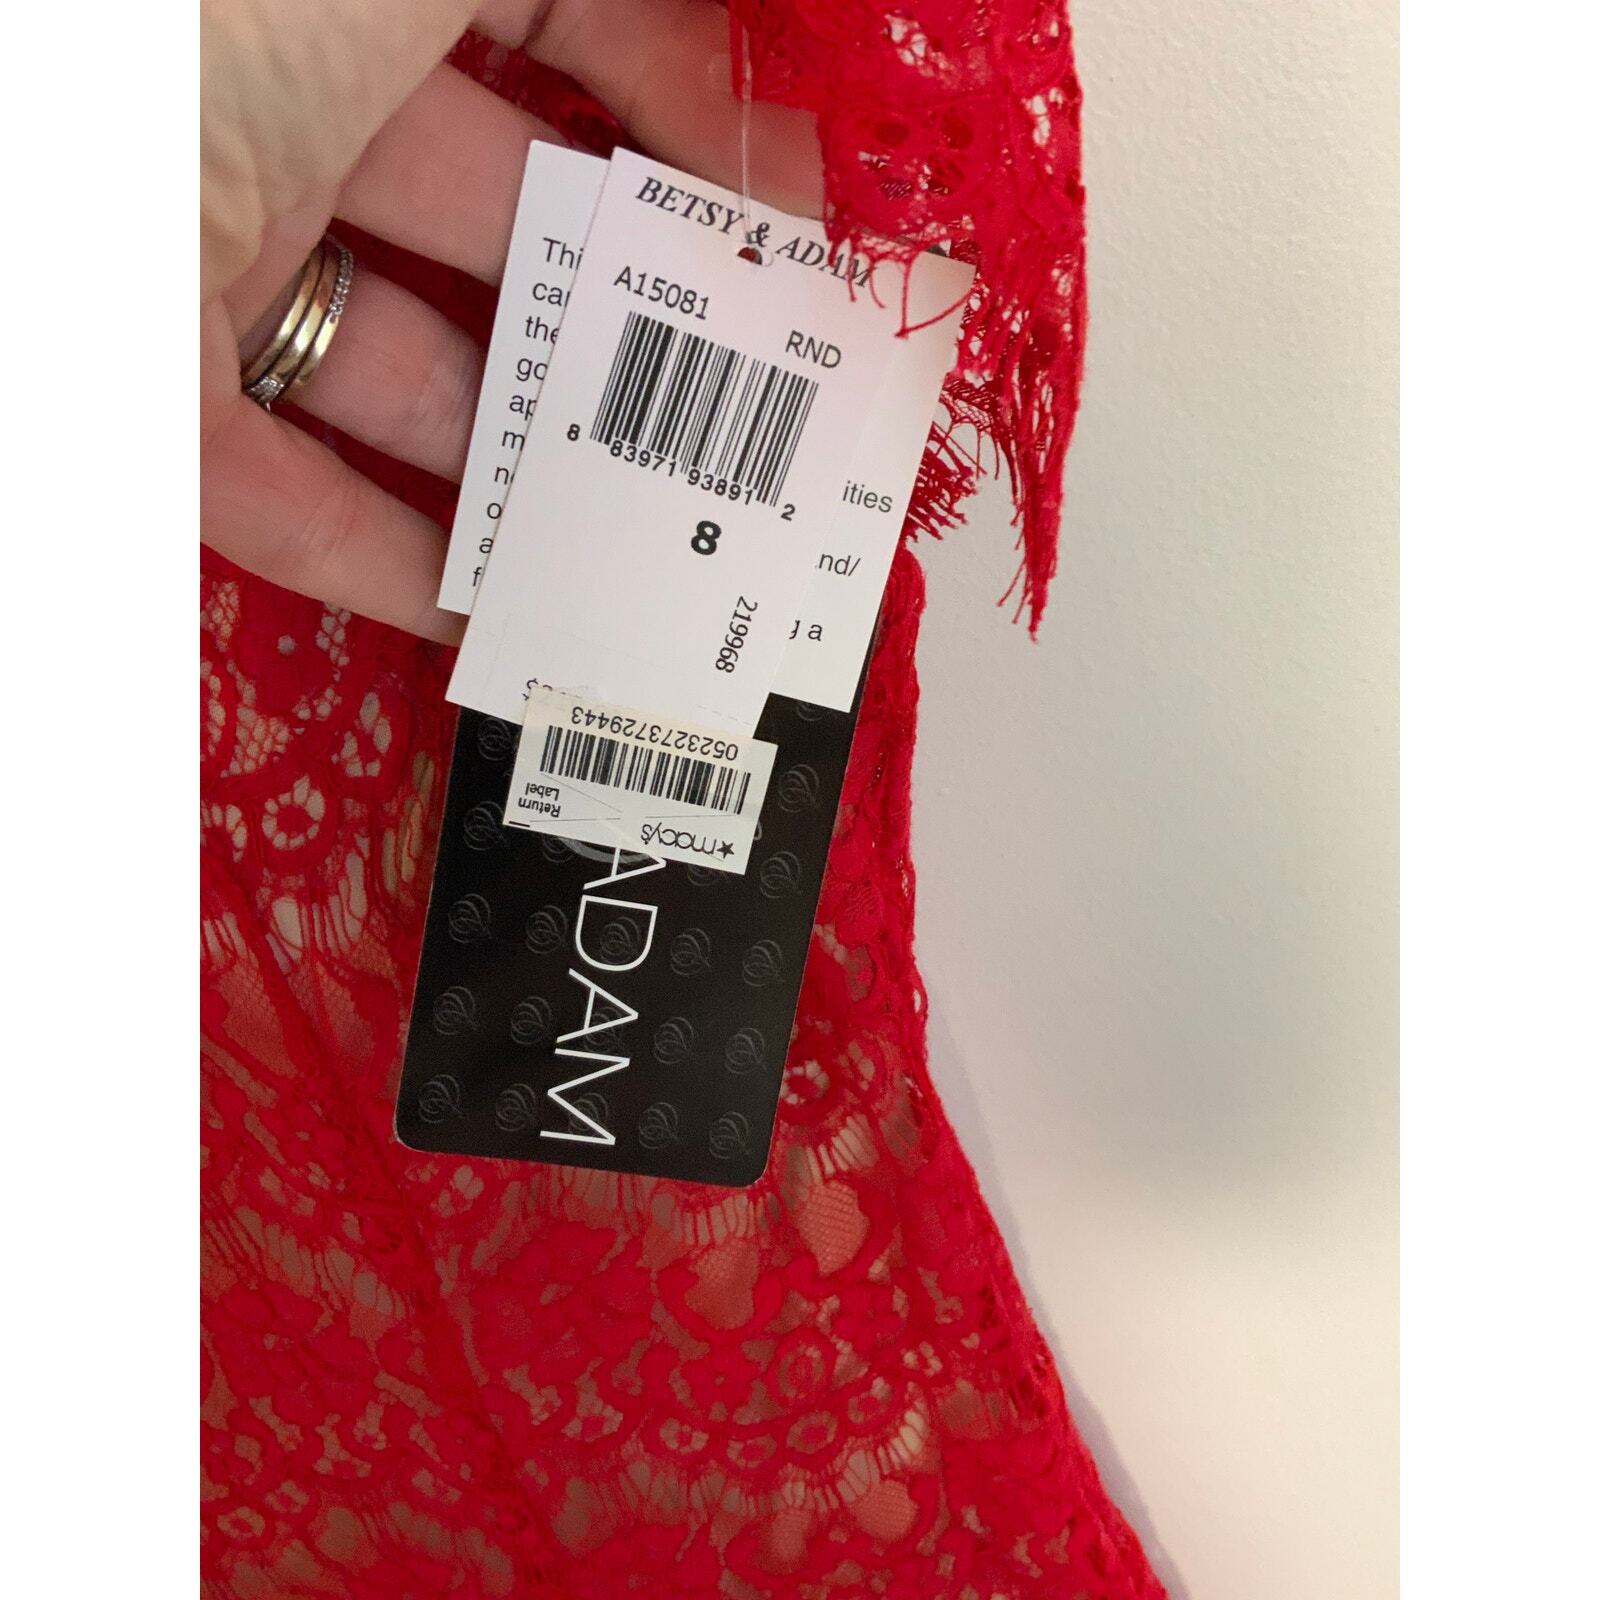 BETSY & ADAM
A15081
RND
8 83971 93891 2
8
219968
ities
nd/
g a
0523273729443
Return
Label
★macy's
ADAM